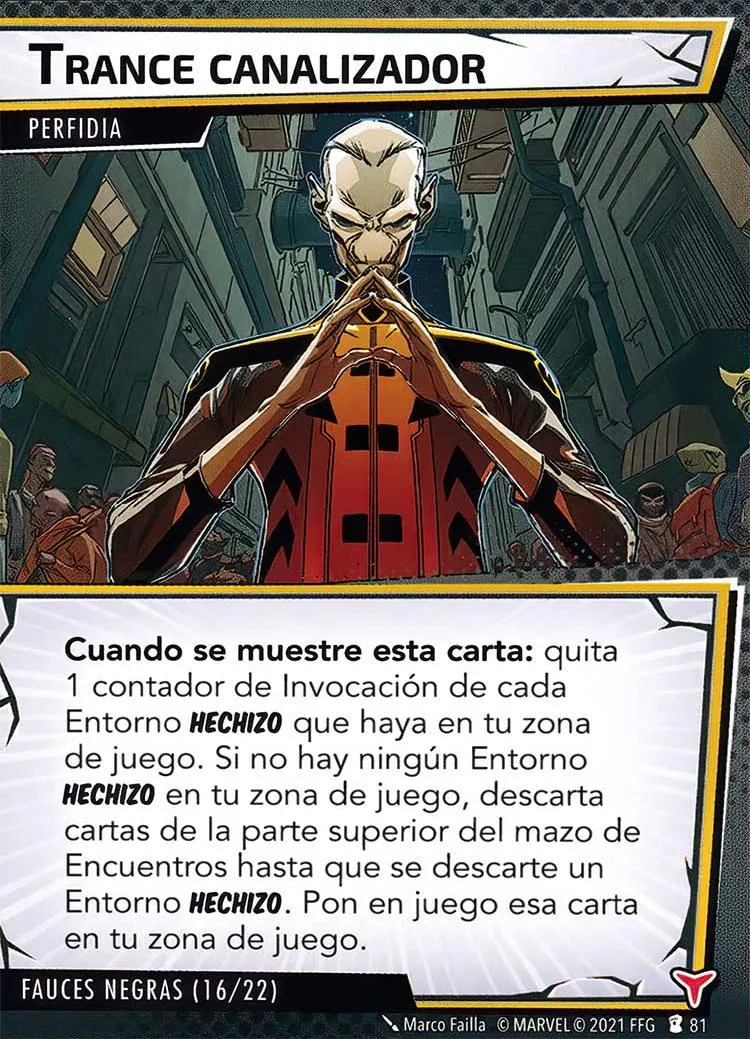 TRANCE CANALIZADOR
PERFIDIA
Cuando se muestre esta carta: quita
1 contador de Invocación de cada
Entorno HECHIZO que haya en tu zona
de juego. Si no hay ningún Entorno
HECHIZO en tu zona de juego, descarta
cartas de la parte superior del mazo de
Encuentros hasta que se descarte un
Entorno HECHIZO. Pon en juego esa carta
en tu zona de juego.
FAUCES NEGRAS (16/22)
Marco Failla © MARVEL © 2021 FFG 81